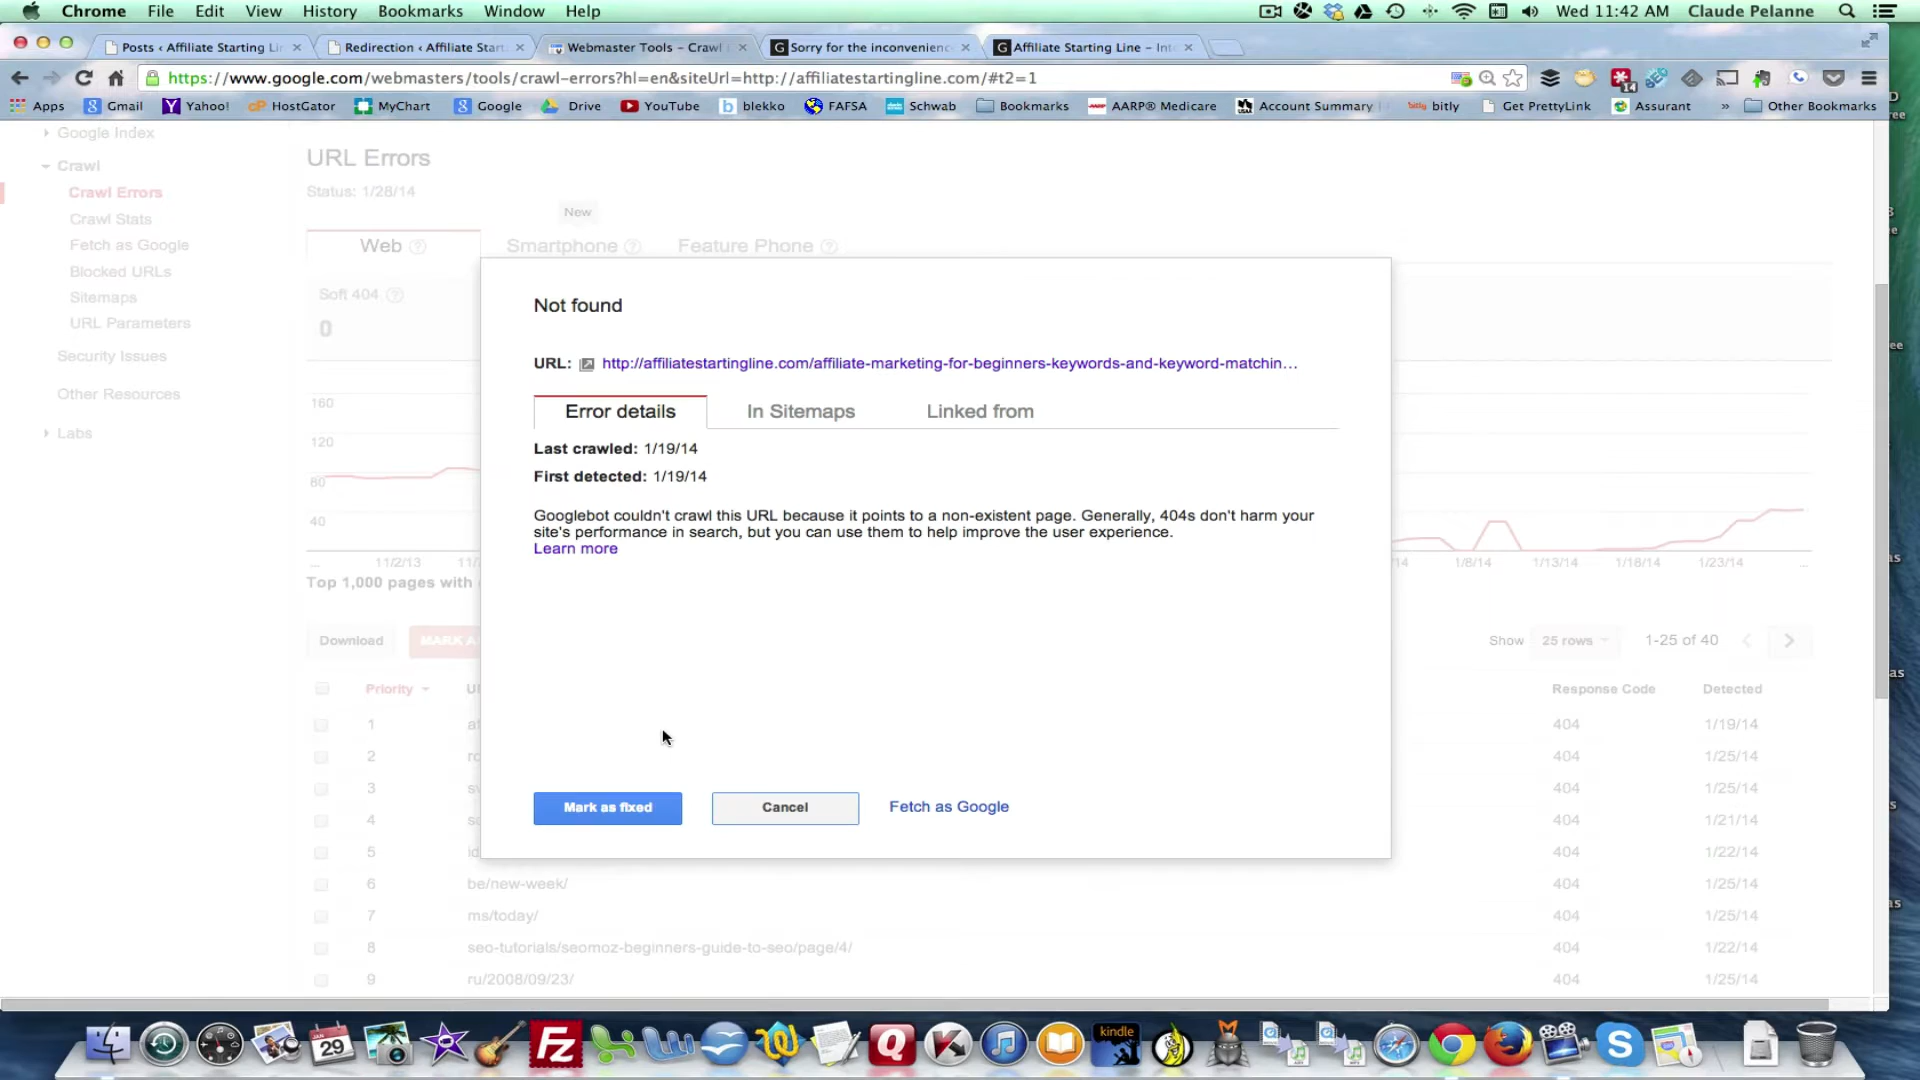 Chrome File Edit View History Bookmarks Window Help
Wed 11:42 AM Claude Pelanne
Posts ‹ Affiliate Starting Lir
Redirection ‹ Affiliate Start
Webmaster Tools – Crawl
Sorry for the inconvenienc
Affiliate Starting Line – Int
https://www.google.com/webmasters/tools/crawl-errors?hl=en&siteUrl=http://affiliatestartingline.com/#t2=1
14
Apps Gmail Yahoo! HostGator MyChart Google Drive YouTube blekko FAFSA Schwab Bookmarks AARP® Medicare Account Summary bitly Get PrettyLink Assurant » Other Bookmarks
Google Index
Crawl
Crawl Errors
Crawl Stats
Fetch as Google
Blocked URLs
Sitemaps
URL Parameters
Security Issues
Other Resources
Labs
URL Errors
Status: 1/28/14
New
Web Smartphone Feature Phone
Soft 404
0
160
120
80
40
... 11/2/13 11/
14 1/8/14 1/13/14 1/18/14 1/23/14 ...
Not found
URL: http://affiliatestartingline.com/affiliate-marketing-for-beginners-keywords-and-keyword-matchin...
Error details In Sitemaps Linked from
Last crawled: 1/19/14
First detected: 1/19/14
Googlebot couldn't crawl this URL because it points to a non-existent page. Generally, 404s don't harm your
site's performance in search, but you can use them to help improve the user experience.
Learn more
Mark as fixed Cancel Fetch as Google
Top 1,000 pages with
Download MARK A
Show 25 rows 1-25 of 40
Priority UR Response Code Detected
1 af 404 1/19/14
2 ro 404 1/25/14
3 sv 404 1/25/14
4 404 1/21/14
5 id 404 1/22/14
6 be/new-week/ 404 1/25/14
7 ms/today/ 404 1/25/14
8 seo-tutorials/seomoz-beginners-guide-to-seo/page/4/ 404 1/22/14
9 ru/2008/09/23/ 404 1/25/14
JAN
29
FZ
Q
K
kindle
S